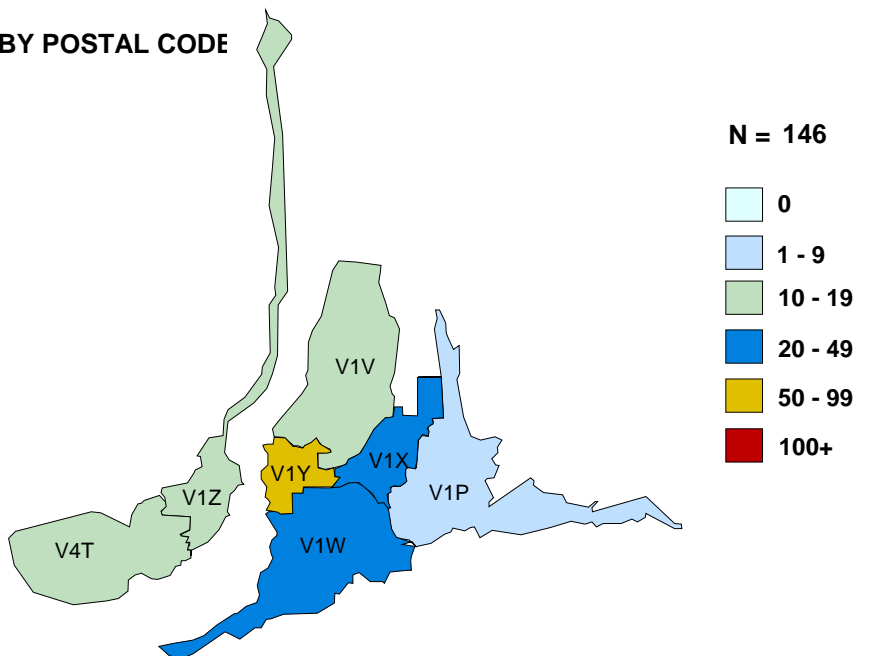 BY POSTAL CODE
N = 146
0
1 - 9
10 - 19
20 - 49
50 - 99
100+
V1V
V1X
V1Y
V1P
V1Z
V1W
V4T